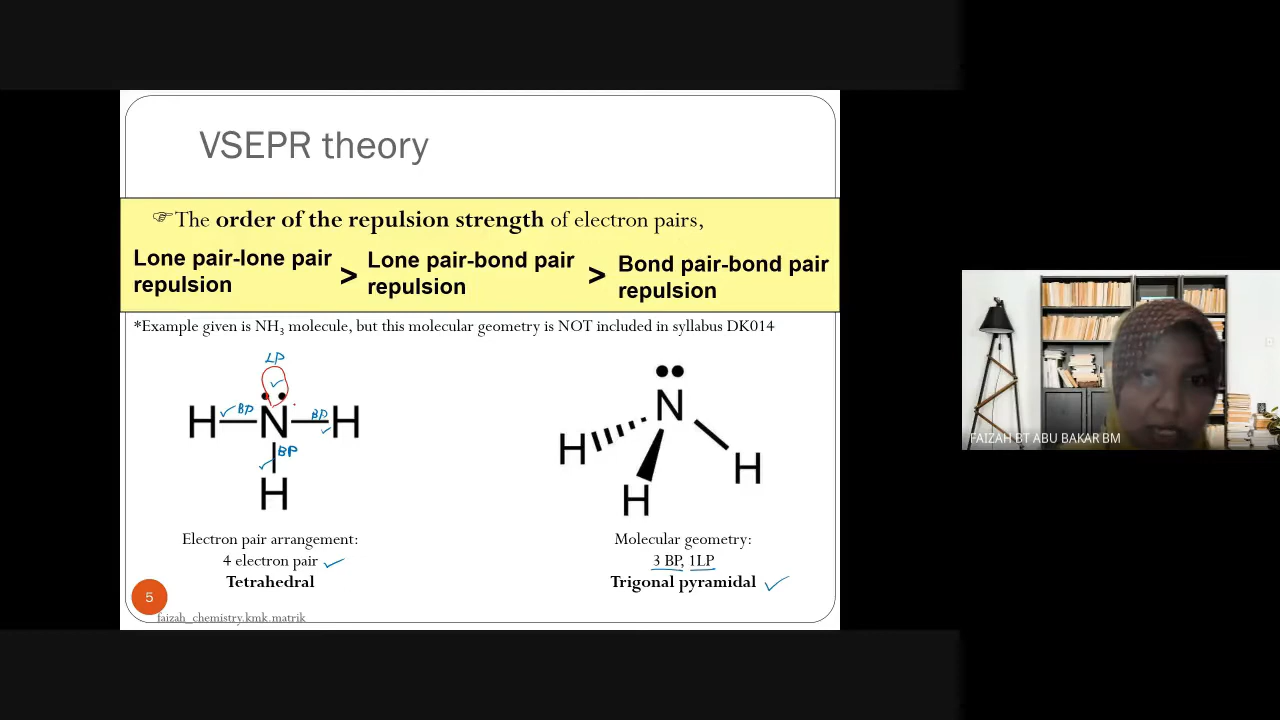 VSEPR theory
☞The order of the repulsion strength of electron pairs,
Lone pair-lone pair repulsion > Lone pair-bond pair repulsion > Bond pair-bond pair repulsion
*Example given is NH₃ molecule, but this molecular geometry is NOT included in syllabus DK014
LP
H BP N BP H
BP
H
N
H
H
H
Electron pair arrangement:
4 electron pair
Tetrahedral
Molecular geometry:
3 BP, 1LP
Trigonal pyramidal
5
faizah_chemistry.kmk.matrik
FAIZAH BT ABU BAKAR BM